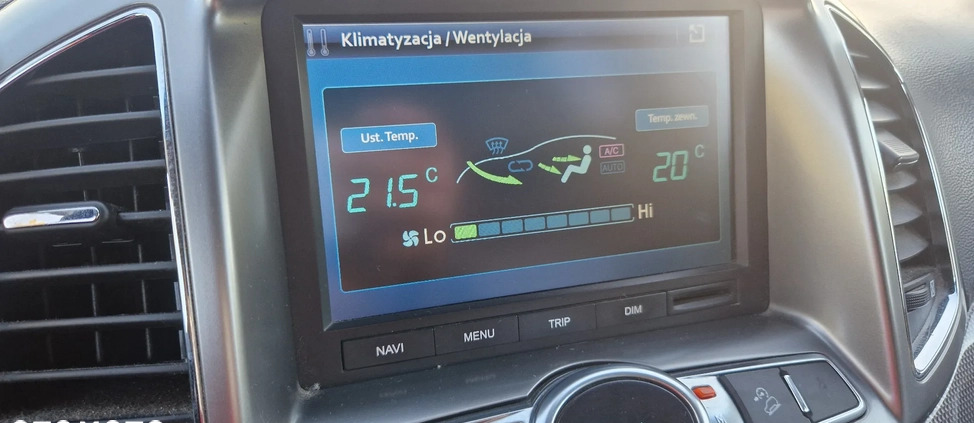 Klimatyzacja / Wentylacja
Ust. Temp.
Temp. zewn.
A/C
AUTO
21.5 C
20 C
Lo
Hi
NAVI
MENU
TRIP
DIM